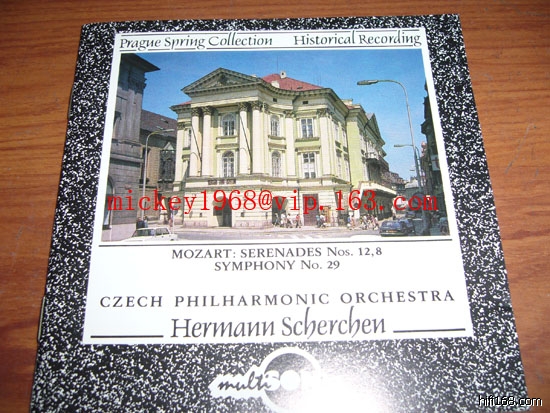 Prague Spring Collection Historical Recording
mickey1968@vip.163.com
MOZART: SERENADES Nos. 12,8
SYMPHONY No. 29
CZECH PHILHARMONIC ORCHESTRA
Hermann Scherchen
multi
hifi168.com